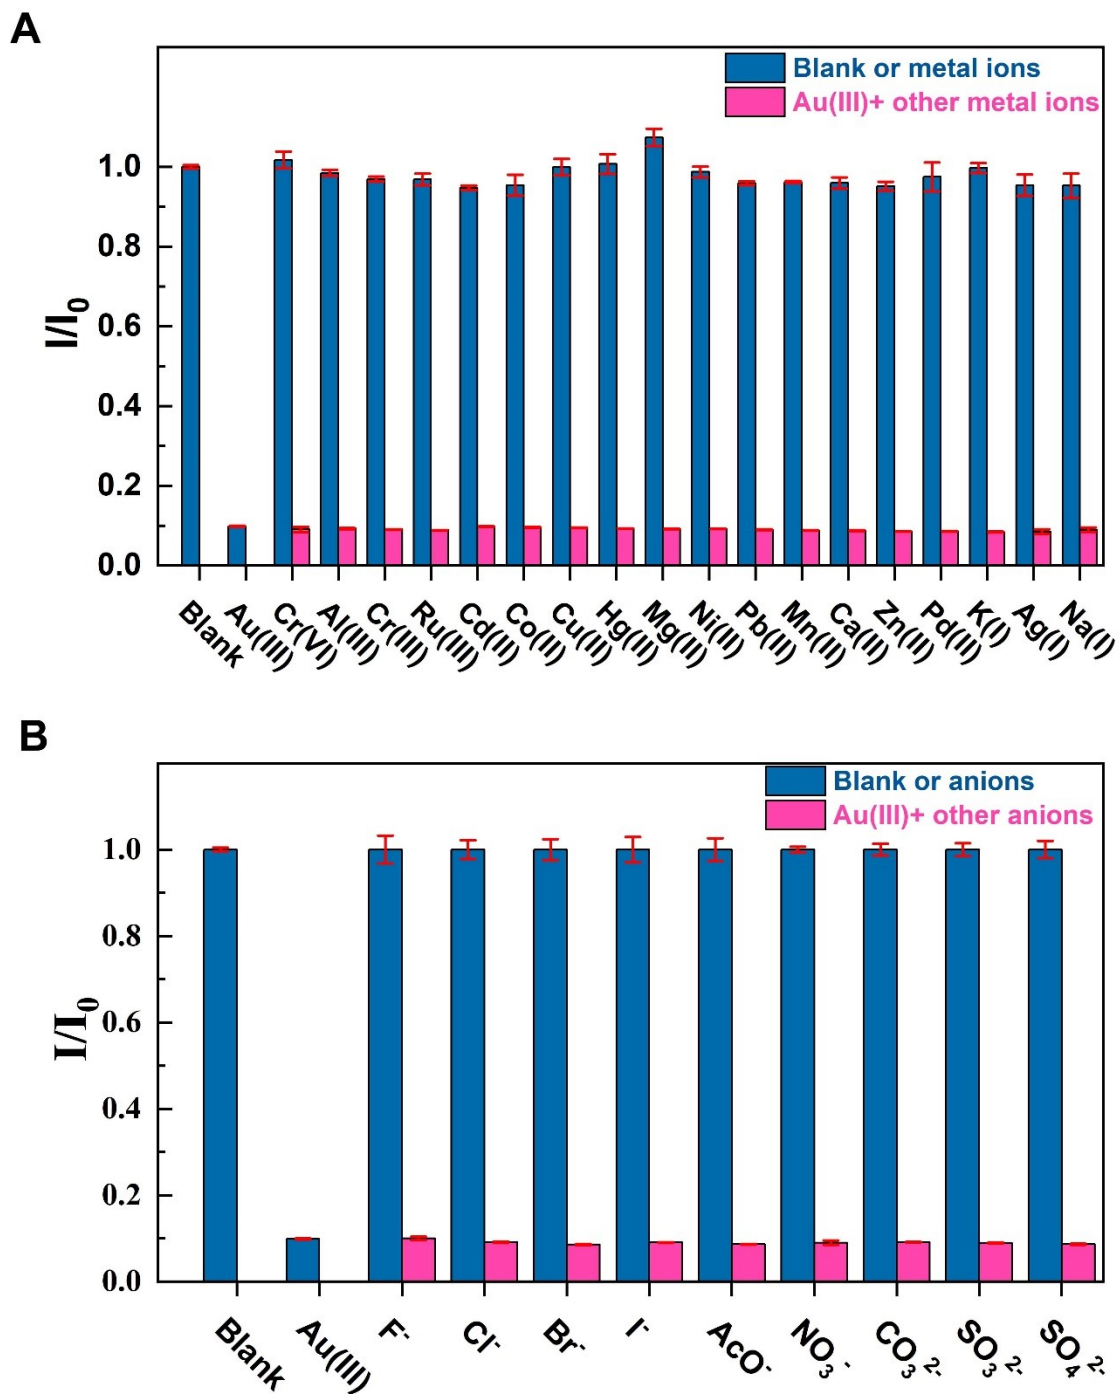 A
Blank or metal ions
Au(III)+ other metal ions
I/I₀
1.0
0.8
0.6
0.4
0.2
0.0
Blank
Au(III)
Cr(VI)
Al(III)
Cr(III)
Ru(III)
Cd(II)
Co(II)
Cu(II)
Hg(II)
Mg(II)
Ni(II)
Pb(II)
Mn(II)
Ca(II)
Zn(II)
Pd(II)
K(I)
Ag(I)
Na(I)
B
Blank or anions
Au(III)+ other anions
I/I₀
1.0
0.8
0.6
0.4
0.2
0.0
Blank
Au(III)
F⁻
Cl⁻
Br⁻
I⁻
AcO⁻
NO₃⁻
CO₃²⁻
SO₃²⁻
SO₄²⁻